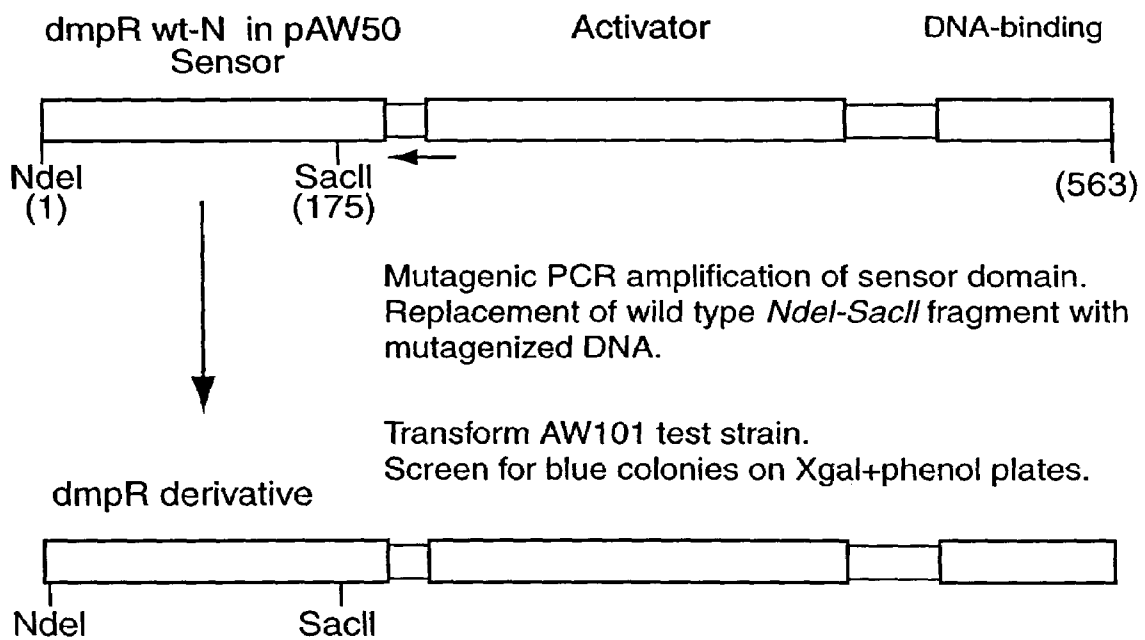 dmpR wt-N in pAW50 Activator DNA-binding
Sensor
NdeI SacII
(1) (175) (563)
Mutagenic PCR amplification of sensor domain.
Replacement of wild type NdeI-SacII fragment with
mutagenized DNA.
Transform AW101 test strain.
Screen for blue colonies on Xgal+phenol plates.
dmpR derivative
NdeI SacII